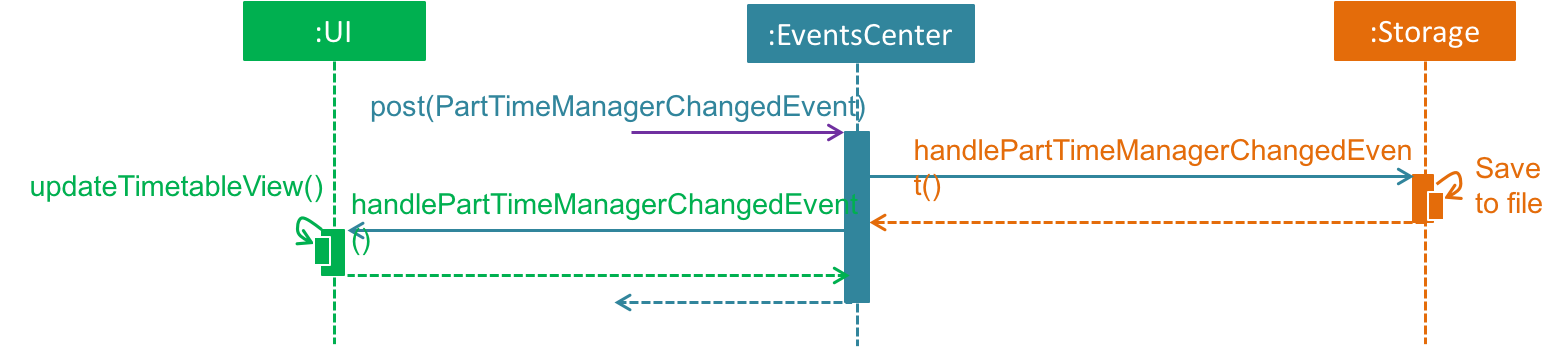 :UI
:EventsCenter
:Storage
post(PartTimeManagerChangedEvent)
handlePartTimeManagerChangedEven
t()
Save
to file
updateTimetableView()
handlePartTimeManagerChangedEvent
()